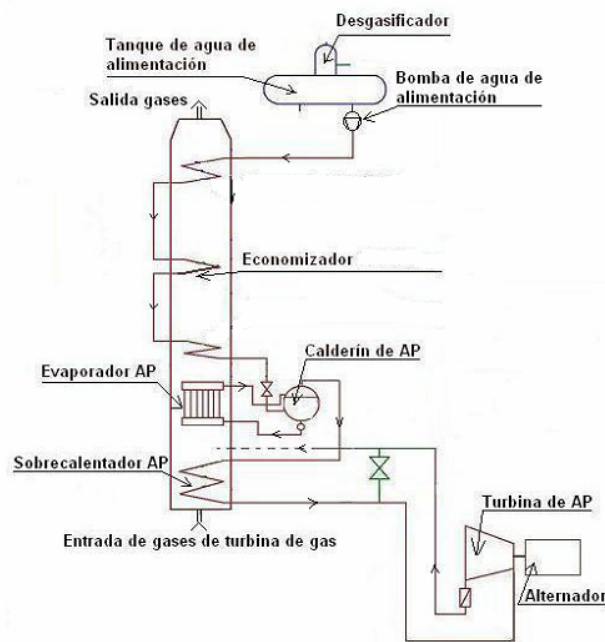 Desgasificador
Tanque de agua de
alimentación
Bomba de agua de
alimentación
Salida gases
Economizador
Calderín de AP
Evaporador AP
Sobrecalentador AP
Turbina de AP
Entrada de gases de turbina de gas
Alternador